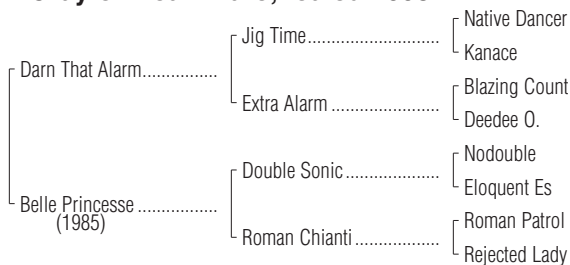 Native Dancer
Jig Time
Kanace
Darn That Alarm
Blazing Count
Extra Alarm
Deedee O.
Nodouble
Double Sonic
Eloquent Es
Belle Princesse
(1985)
Roman Patrol
Roman Chianti
Rejected Lady